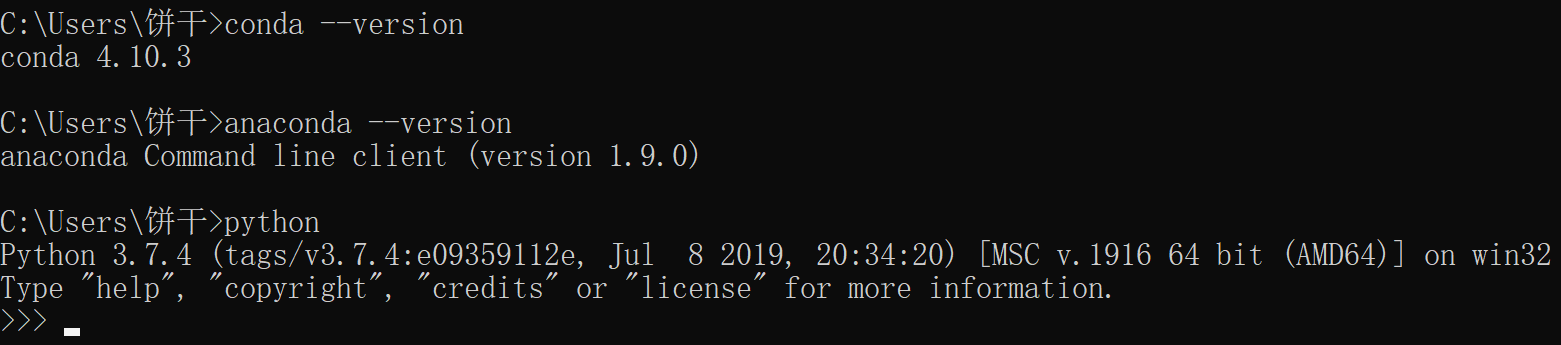 C:\Users\饼干>conda --version
conda 4.10.3
C:\Users\饼干>anaconda --version
anaconda Command line client (version 1.9.0)
C:\Users\饼干>python
Python 3.7.4 (tags/v3.7.4:e09359112e, Jul  8 2019, 20:34:20) [MSC v.1916 64 bit (AMD64)] on win32
Type "help", "copyright", "credits" or "license" for more information.
>>>